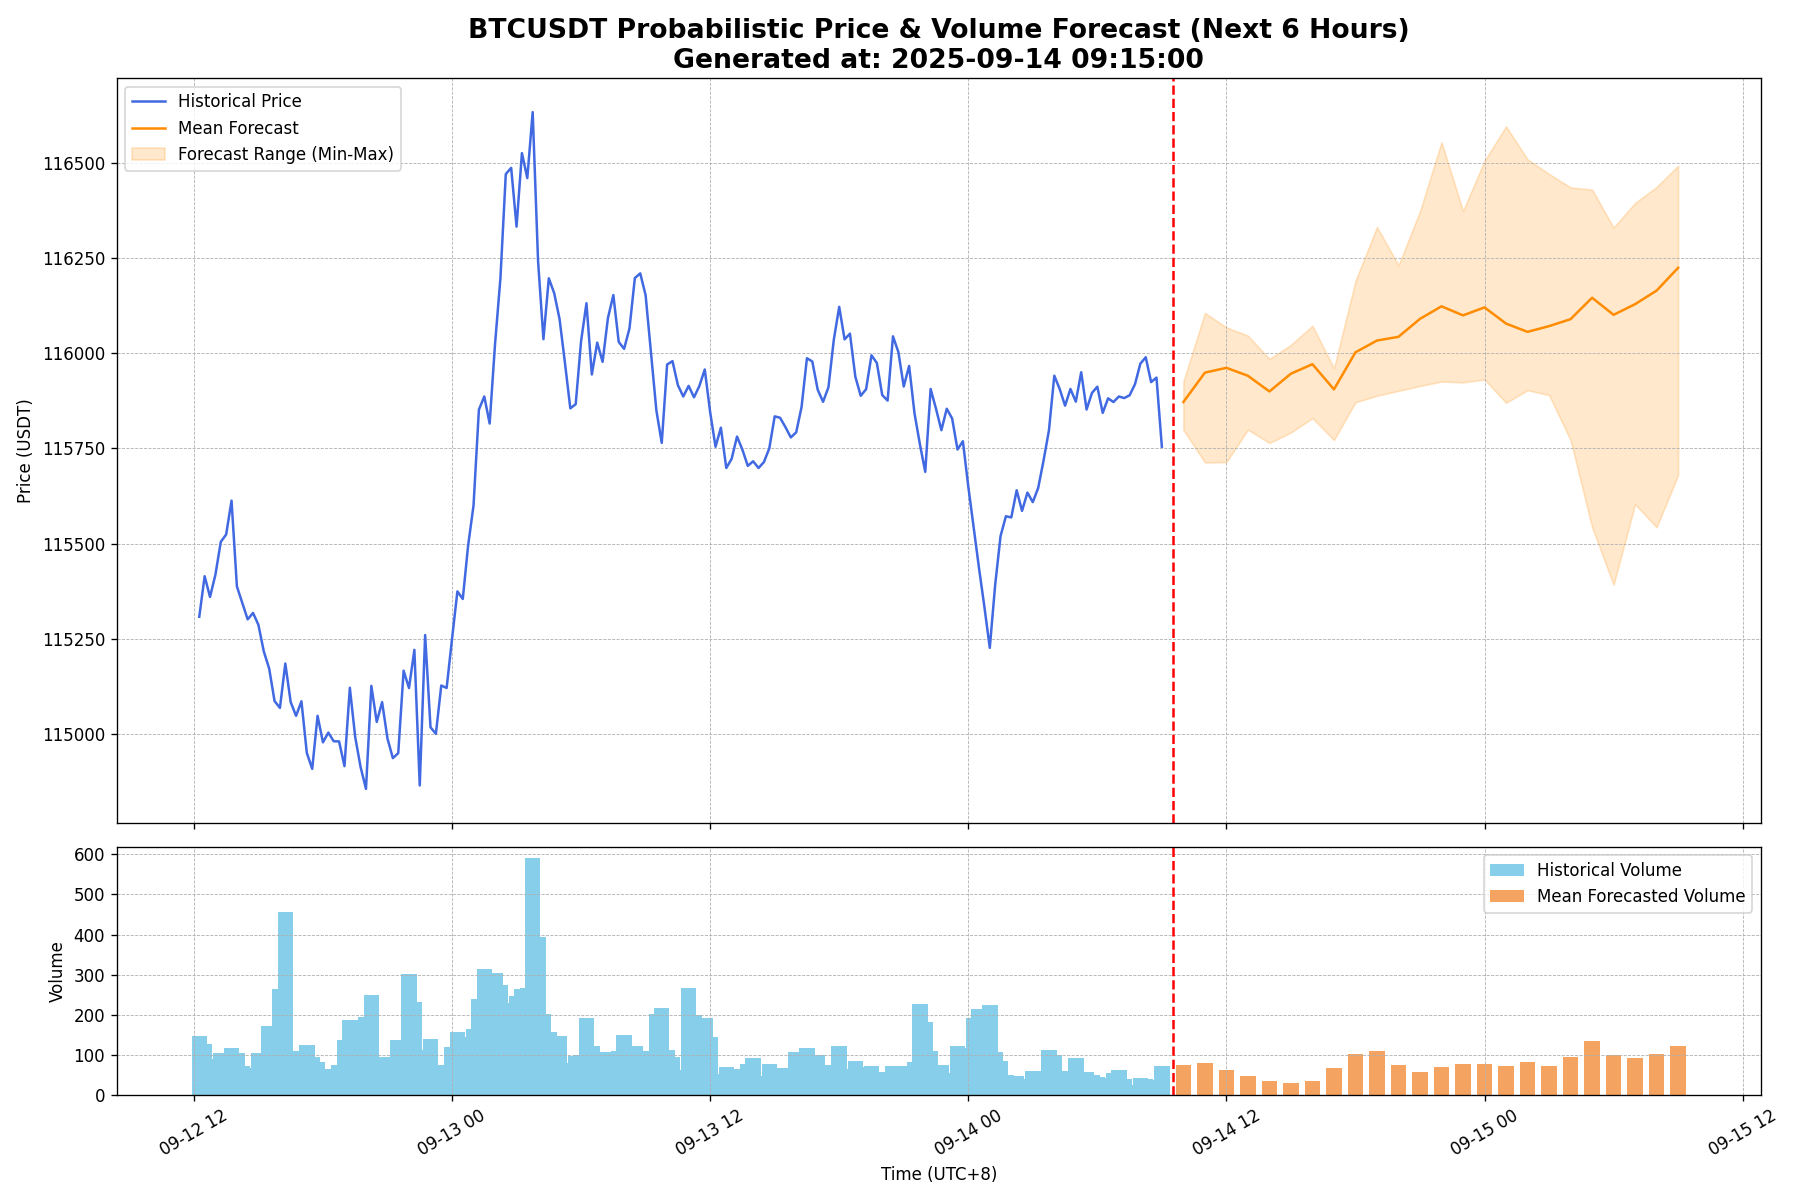 BTCUSDT Probabilistic Price & Volume Forecast (Next 6 Hours)
Generated at: 2025-09-14 09:15:00
Historical Price
Mean Forecast
Forecast Range (Min-Max)
116500
116250
116000
115750
115500
115250
115000
Price (USDT)
Historical Volume
Mean Forecasted Volume
600
500
400
300
200
100
0
Volume
09-12 12
09-13 00
09-13 12
09-14 00
09-14 12
09-15 00
09-15 12
Time (UTC+8)